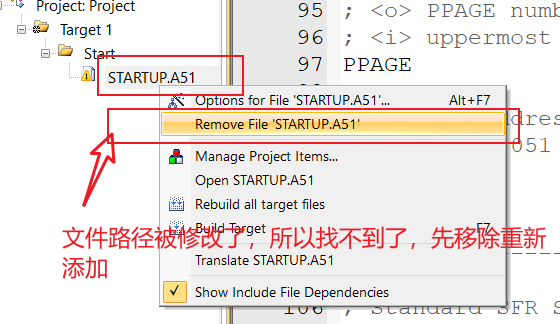 Project: Project
95 ; <o> PPAGE numb
Target 1
96 ; <i> uppermost
Start
97 PPAGE
STARTUP.A51
Options for File 'STARTUP.A51'... Alt+F7
Remove File 'STARTUP.A51'
dres
051
Manage Project Items...
Open STARTUP.A51
Rebuild all target files
Build Target F7
文件路径被修改了，所以找不到了，先移除重新
添加
Translate STARTUP.A51
Show Include File Dependencies
106 ; Standard SFR S